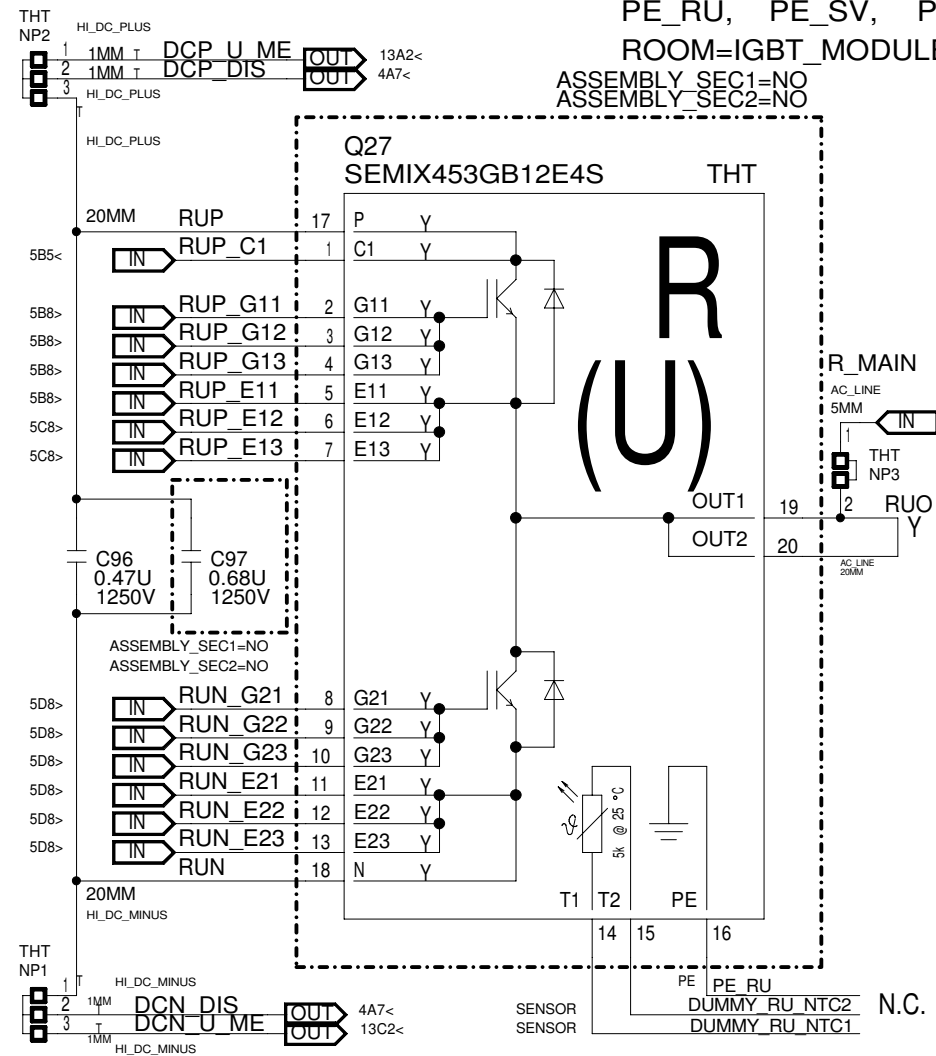 PE_RU, PE_SV, P
ROOM=IGBT_MODULE
ASSEMBLY_SEC1=NO
ASSEMBLY_SEC2=NO
THT
NP2
HI_DC_PLUS
1 1MM T DCP_U_ME OUT 13A2<
2 1MM T DCP_DIS OUT 4A7<
3 HI_DC_PLUS
T
HI_DC_PLUS
Q27
SEMIX453GB12E4S THT
20MM RUP 17 P Y
5B5< IN RUP_C1 1 C1 Y
5B8> IN RUP_G11 2 G11 Y
5B8> IN RUP_G12 3 G12 Y
5B8> IN RUP_G13 4 G13 Y
5B8> IN RUP_E11 5 E11 Y
5C8> IN RUP_E12 6 E12 Y
5C8> IN RUP_E13 7 E13 Y
R
(U)
R_MAIN
AC_LINE
5MM
IN
1
THT
NP3
2
OUT1 19
RUO
Y
OUT2 20
AC_LINE
20MM
C96
0.47U
1250V
C97
0.68U
1250V
ASSEMBLY_SEC1=NO
ASSEMBLY_SEC2=NO
5D8> IN RUN_G21 8 G21 Y
5D8> IN RUN_G22 9 G22 Y
5D8> IN RUN_G23 10 G23 Y
5D8> IN RUN_E21 11 E21 Y
5D8> IN RUN_E22 12 E22 Y
5D8> IN RUN_E23 13 E23 Y
RUN 18 N Y
20MM
HI_DC_MINUS
ϑ
5k @ 25 °C
T1 T2 PE
14 15 16
THT
NP1
1 T HI_DC_MINUS
2 1MM T DCN_DIS OUT 4A7<
3 1MM T DCN_U_ME OUT 13C2<
HI_DC_MINUS
PE PE_RU
SENSOR DUMMY_RU_NTC2 N.C.
SENSOR DUMMY_RU_NTC1